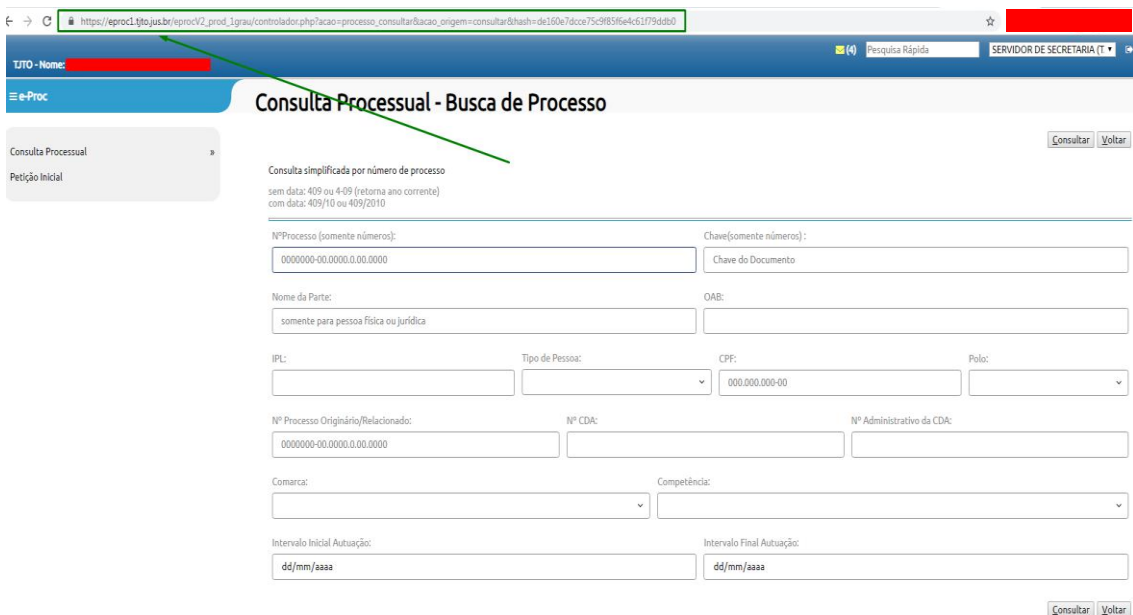 https://eproc1.tjto.jus.br/eprocV2_prod_1grau/controlador.php?acao=processo_consultar&acao_origem=consultar&hash=de160e7dcce75c9f85f6e4c61f79ddb0
(4) Pesquisa Rápida SERVIDOR DE SECRETARIA (T.
TJTO - Nome:
e-Proc
Consulta Processual - Busca de Processo
Consultar Voltar
Consulta Processual »
Petição Inicial
Consulta simplificada por número de processo
sem data: 409 ou 4-09 (retorna ano corrente)
com data: 409/10 ou 409/2010
NºProcesso (somente números): Chave(somente números) :
0000000-00.0000.0.00.0000 Chave do Documento
Nome da Parte: OAB:
somente para pessoa física ou jurídica
IPL: Tipo de Pessoa: CPF: Polo:
000.000.000-00
Nº Processo Originário/Relacionado: Nº CDA: Nº Administrativo da CDA:
0000000-00.0000.0.00.0000
Comarca: Competência:
Intervalo Inicial Autuação: Intervalo Final Autuação:
dd/mm/aaaa dd/mm/aaaa
Consultar Voltar